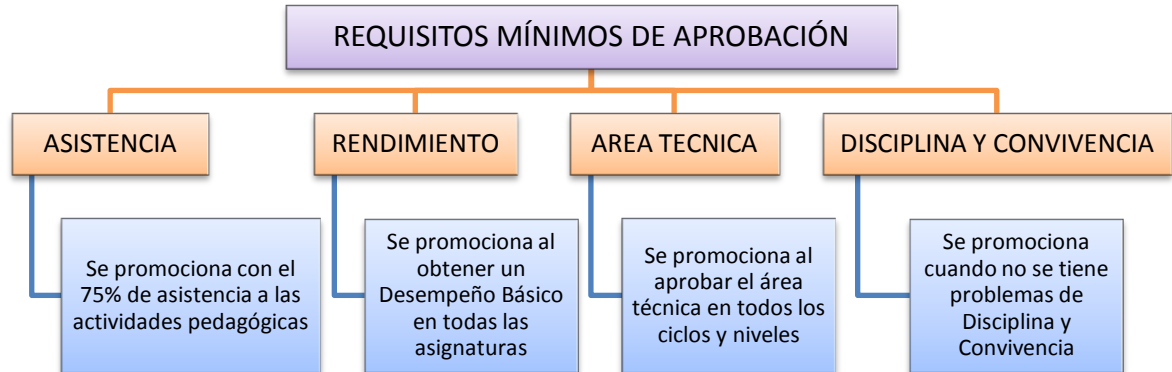 REQUISITOS MÍNIMOS DE APROBACIÓN
ASISTENCIA
RENDIMIENTO
AREA TECNICA
DISCIPLINA Y CONVIVENCIA
Se promociona con el
75% de asistencia a las
actividades pedagógicas
Se promociona al
obtener un
Desempeño Básico
en todas las
asignaturas
Se promociona al
aprobar el área
técnica en todos los
ciclos y niveles
Se promociona
cuando no se tiene
problemas de
Disciplina y
Convivencia